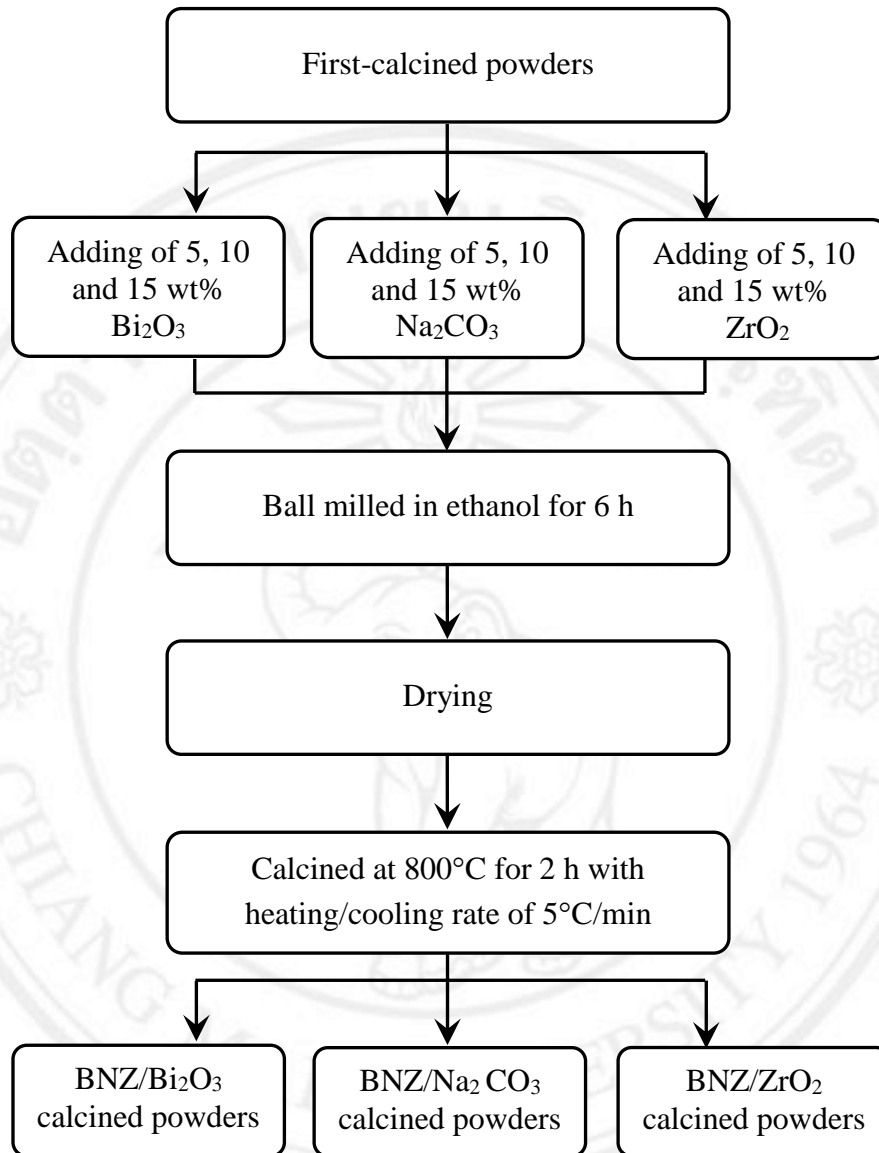 First-calcined powders
Adding of 5, 10
and 15 wt%
Bi₂O₃
Adding of 5, 10
and 15 wt%
Na₂CO₃
Adding of 5, 10
and 15 wt%
ZrO₂
Ball milled in ethanol for 6 h
Drying
Calcined at 800°C for 2 h with
heating/cooling rate of 5°C/min
BNZ/Bi₂O₃
calcined powders
BNZ/Na₂ CO₃
calcined powders
BNZ/ZrO₂
calcined powders
CHIANG
1964